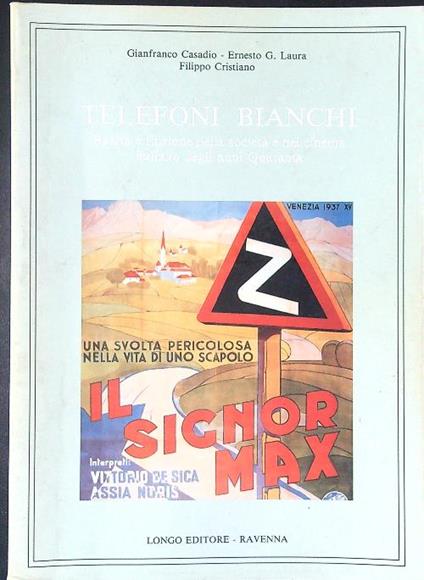 Gianfranco Casadio - Ernesto G. Laura
Filippo Cristiano
TELEFONI BIANCHI
Realtà e finzione nella società e nel cinema
italiano degli anni Quaranta
VENEZIA 1937 XV
Z
UNA SVOLTA PERICOLOSA
NELLA VITA DI UNO SCAPOLO
IL
SIGNOR
MAX
Interpreti:
VITTORIO DE SICA
ASSIA NORIS
LONGO EDITORE - RAVENNA